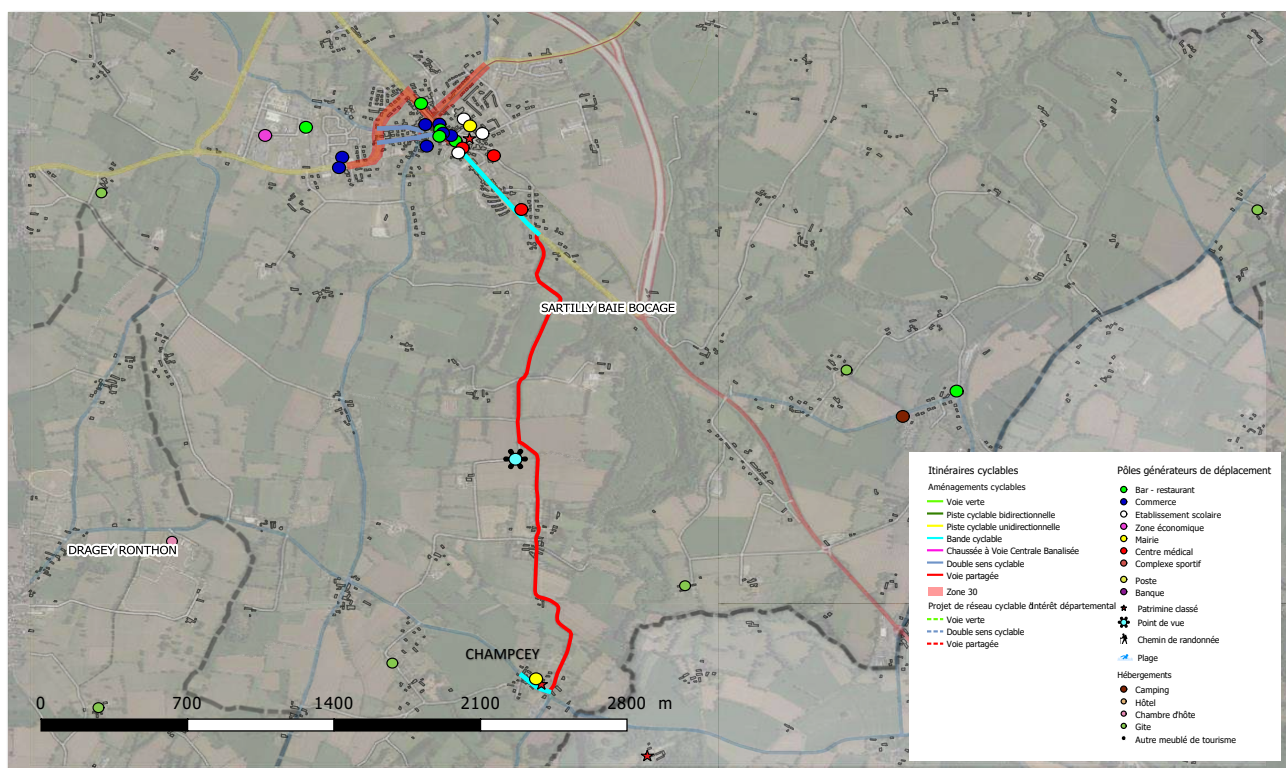 SARTILLY BAIE BOCAGE
DRAGEY RONTHON
CHAMPCEY
0 700 1400 2100 2800 m
Itinéraires cyclables
Aménagements cyclables
Voie verte
Piste cyclable bidirectionnelle
Piste cyclable unidirectionnelle
Bande cyclable
Chaussée à Voie Centrale Banalisée
Double sens cyclable
Voie partagée
Zone 30
Projet de réseau cyclable d'intérêt départemental
Voie verte
Double sens cyclable
Voie partagée
Pôles générateurs de déplacement
Bar - restaurant
Commerce
Etablissement scolaire
Zone économique
Mairie
Centre médical
Complexe sportif
Poste
Banque
Patrimine classé
Point de vue
Chemin de randonnée
Plage
Hébergements
Camping
Hôtel
Chambre d'hôte
Gite
Autre meublé de tourisme